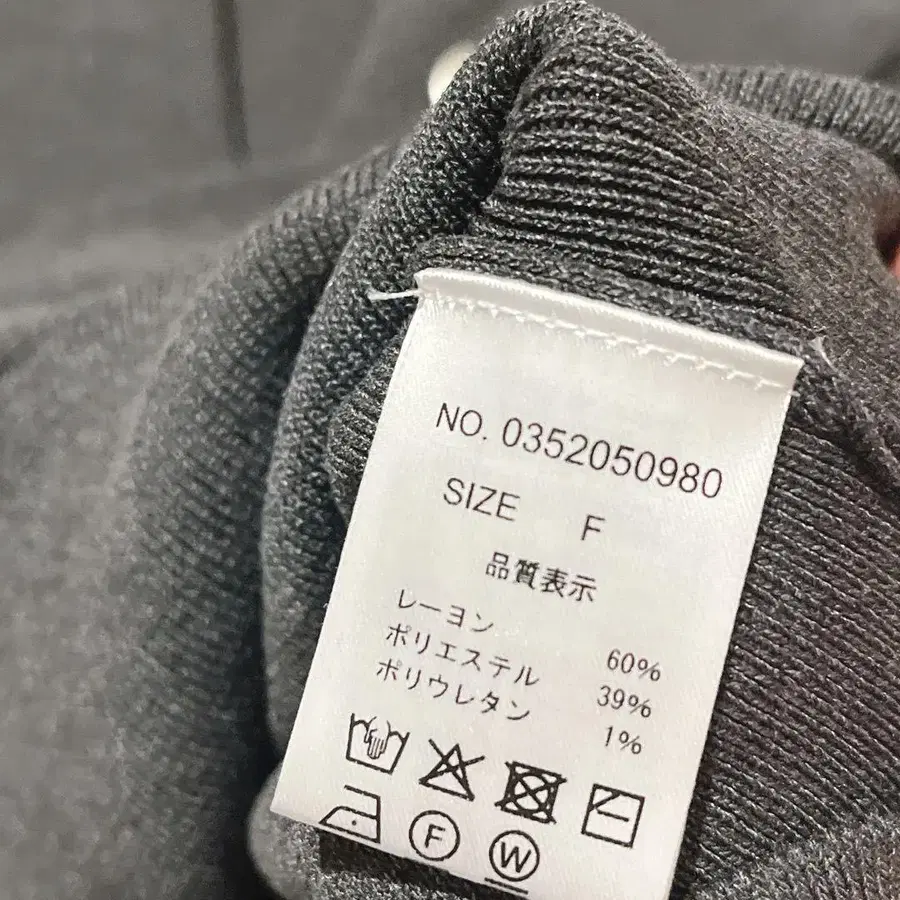 NO. 0352050980
SIZE F
品質表示
レーヨン 60%
ポリエステル 39%
ポリウレタン 1%
F W